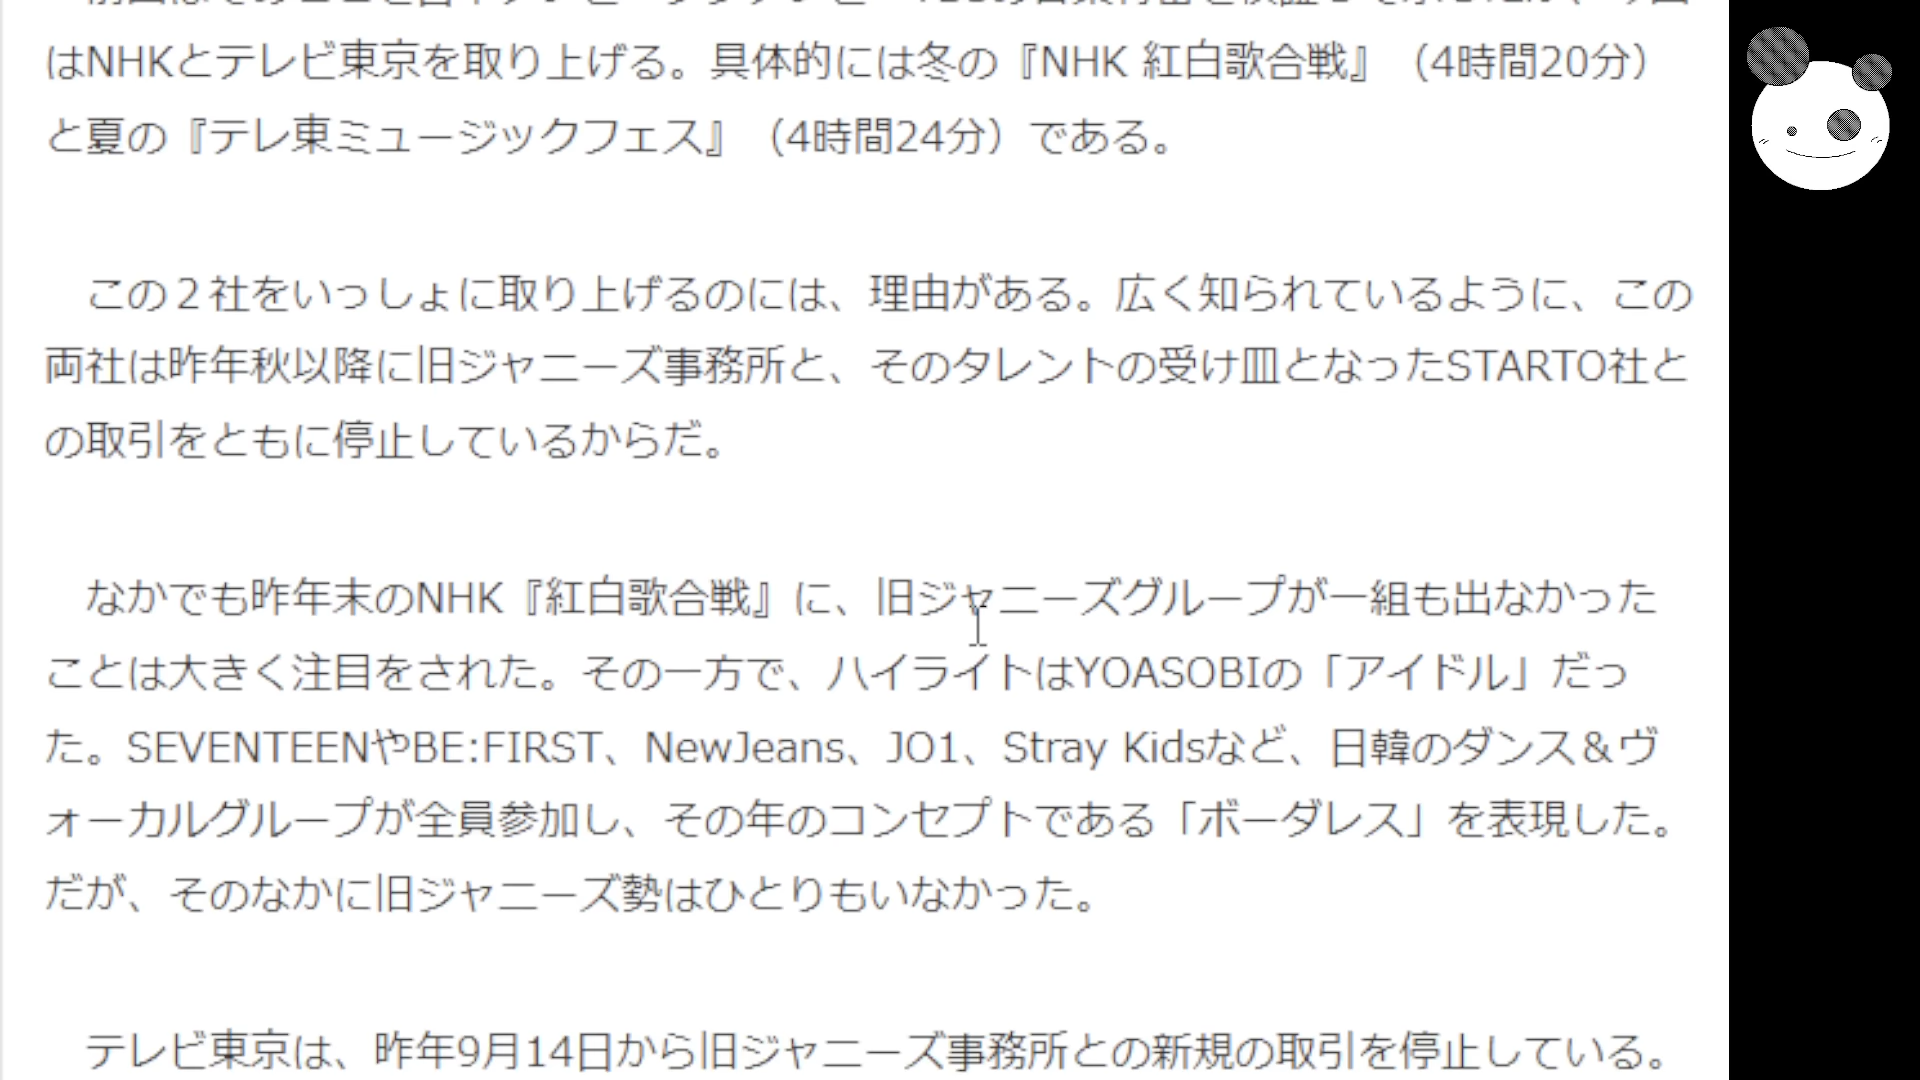 はNHKとテレビ東京を取り上げる。具体的には冬の『NHK 紅白歌合戦』（4時間20分）
と夏の『テレ東ミュージックフェス』（4時間24分）である。
この２社をいっしょに取り上げるのには、理由がある。広く知られているように、この
両社は昨年秋以降に旧ジャニーズ事務所と、そのタレントの受け皿となったSTARTO社と
の取引をともに停止しているからだ。
なかでも昨年末のNHK『紅白歌合戦』に、旧ジャニーズグループが一組も出なかった
ことは大きく注目をされた。その一方で、ハイライトはYOASOBIの「アイドル」だっ
た。SEVENTEENやBE:FIRST、NewJeans、JO1、Stray Kidsなど、日韓のダンス＆ヴ
ォーカルグループが全員参加し、その年のコンセプトである「ボーダレス」を表現した。
だが、そのなかに旧ジャニーズ勢はひとりもいなかった。
テレビ東京は、昨年9月14日から旧ジャニーズ事務所との新規の取引を停止している。